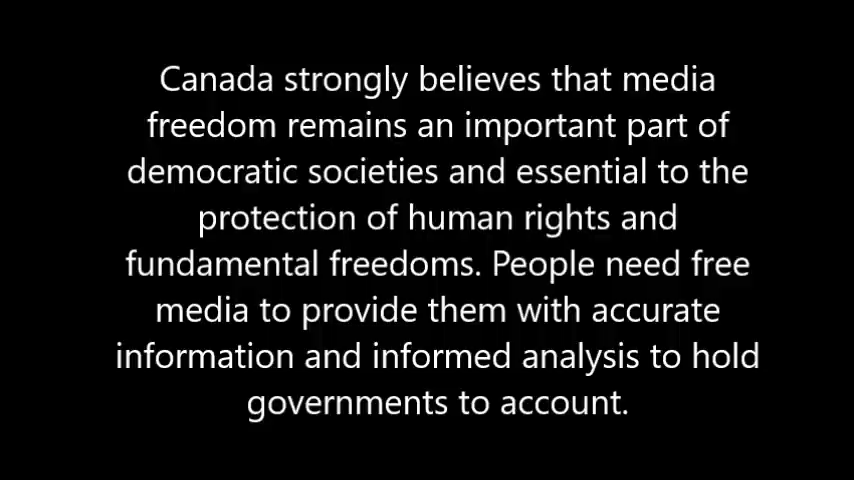 Canada strongly believes that media
freedom remains an important part of
democratic societies and essential to the
protection of human rights and
fundamental freedoms. People need free
media to provide them with accurate
information and informed analysis to hold
governments to account.